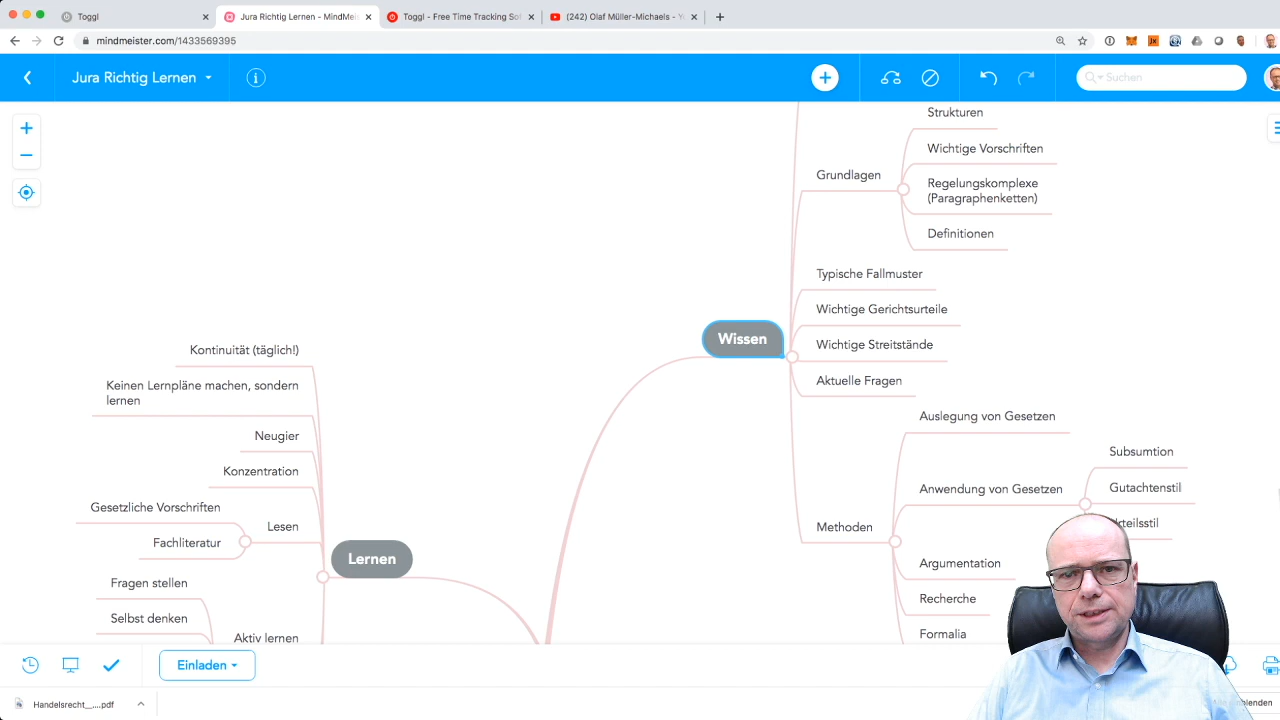 Toggl
Jura Richtig Lernen - MindMeis
Toggl - Free Time Tracking Sof
(242) Olaf Müller-Michaels - Y
mindmeister.com/1433569395
Jura Richtig Lernen
Suchen
Strukturen
Wichtige Vorschriften
Grundlagen
Regelungskomplexe
(Paragraphenketten)
Definitionen
Typische Fallmuster
Wichtige Gerichtsurteile
Wissen
Wichtige Streitstände
Aktuelle Fragen
Auslegung von Gesetzen
Subsumtion
Anwendung von Gesetzen
Gutachtenstil
rteilsstil
Methoden
Argumentation
Recherche
Formalia
Kontinuität (täglich!)
Keinen Lernpläne machen, sondern
lernen
Neugier
Konzentration
Gesetzliche Vorschriften
Lesen
Fachliteratur
Lernen
Fragen stellen
Selbst denken
Aktiv lernen
Einladen
Handelsrecht__....pdf